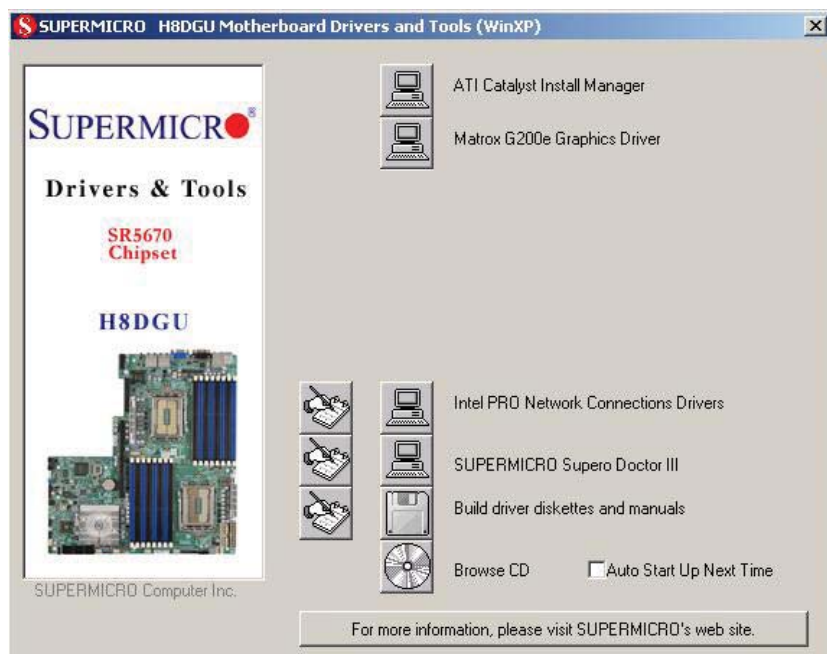 SUPERMICRO H8DGU Motherboard Drivers and Tools (WinXP)
SUPERMICRO®
Drivers & Tools
SR5670
Chipset
H8DGU
SUPERMICRO Computer Inc.
ATI Catalyst Install Manager
Matrox G200e Graphics Driver
Intel PRO Network Connections Drivers
SUPERMICRO Supero Doctor III
Build driver diskettes and manuals
Browse CD
Auto Start Up Next Time
For more information, please visit SUPERMICRO's web site.